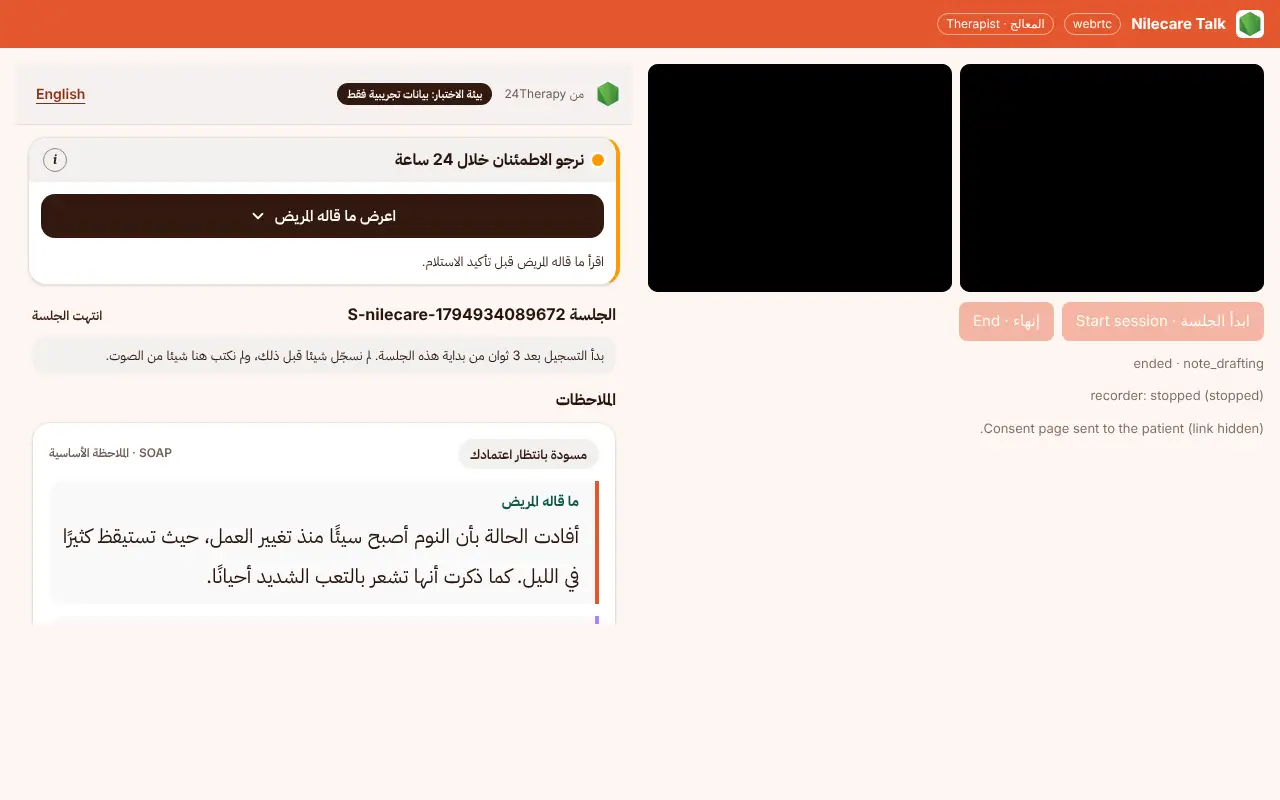 Nilecare Talk
webrtc
Therapist · المعالج
ابدأ الجلسة · Start session
إنهاء · End
ended · note_drafting
recorder: stopped (stopped)
Consent page sent to the patient (link hidden).
من 24Therapy
بيئة الاختبار: بيانات تجريبية فقط
English
نرجو الاطمئنان خلال 24 ساعة
i
اعرض ما قاله المريض
اقرأ ما قاله المريض قبل تأكيد الاستلام.
الجلسة S-nilecare-1794934089672
انتهت الجلسة
بدأ التسجيل بعد 3 ثوان من بداية هذه الجلسة. لم نسجّل شيئا قبل ذلك، ولم نكتب هنا شيئا من الصوت.
الملاحظات
مسودة بانتظار اعتمادك
SOAP · الملاحظة الأساسية
ما قاله المريض
أفادت الحالة بأن النوم أصبح سيئًا منذ تغيير العمل، حيث تستيقظ كثيرًا
في الليل. كما ذكرت أنها تشعر بالتعب الشديد أحيانًا.